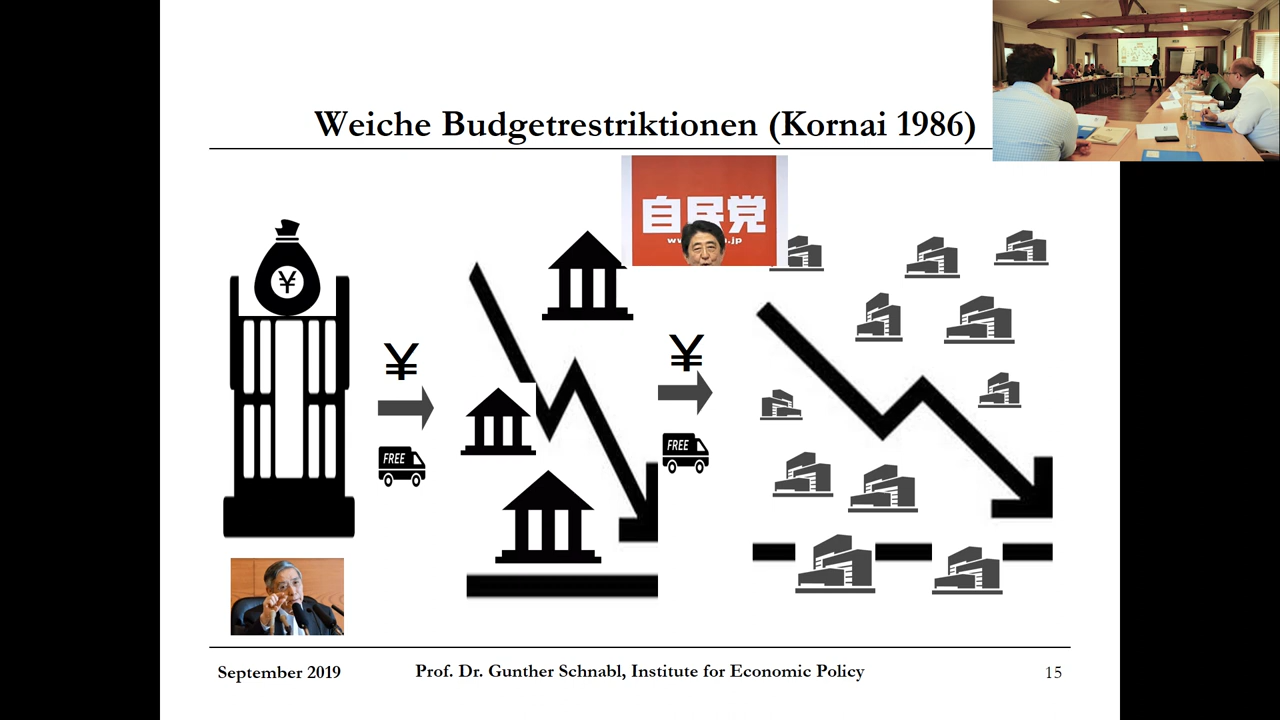 Weiche Budgetrestriktionen (Kornai 1986)
自民党
¥
¥
¥
FREE
FREE
September 2019
Prof. Dr. Gunther Schnabl, Institute for Economic Policy
15